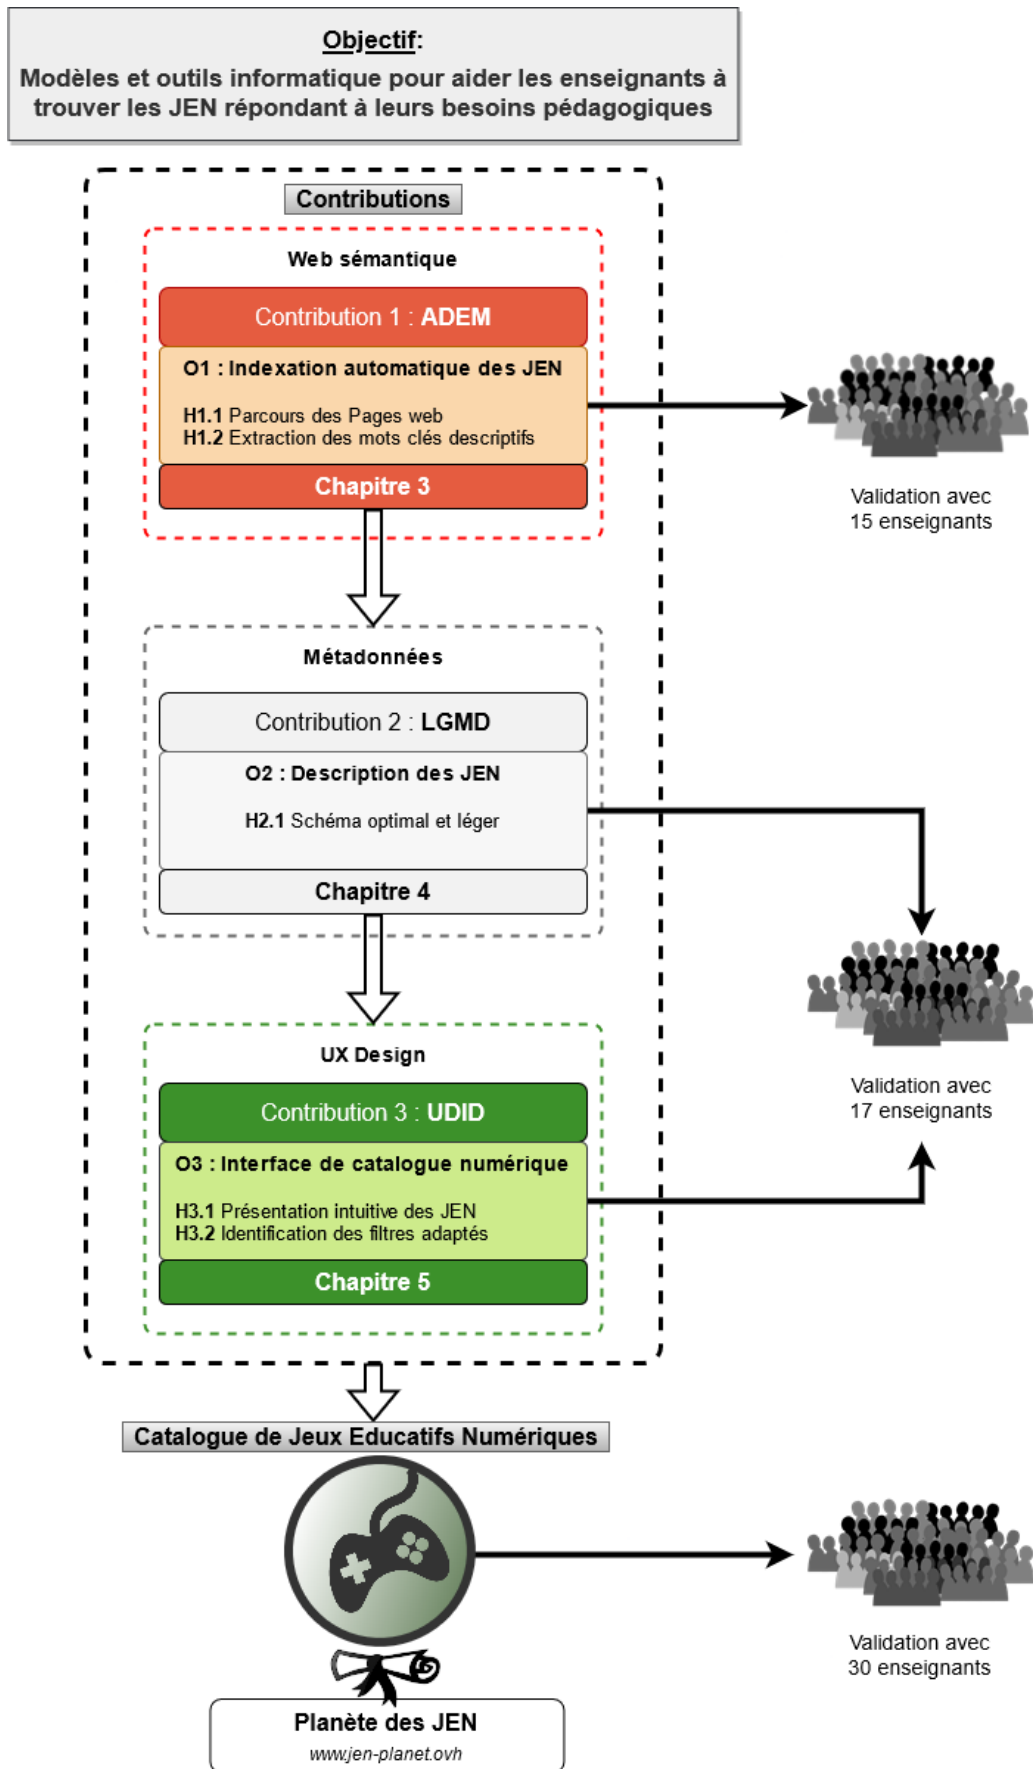 Objectif:
Modèles et outils informatique pour aider les enseignants à
trouver les JEN répondant à leurs besoins pédagogiques
Contributions
Web sémantique
Contribution 1 : ADEM
O1 : Indexation automatique des JEN
H1.1 Parcours des Pages web
H1.2 Extraction des mots clés descriptifs
Chapitre 3
Validation avec
15 enseignants
Métadonnées
Contribution 2 : LGMD
O2 : Description des JEN
H2.1 Schéma optimal et léger
Chapitre 4
Validation avec
17 enseignants
UX Design
Contribution 3 : UDID
O3 : Interface de catalogue numérique
H3.1 Présentation intuitive des JEN
H3.2 Identification des filtres adaptés
Chapitre 5
Catalogue de Jeux Educatifs Numériques
Validation avec
30 enseignants
Planète des JEN
www.jen-planet.ovh